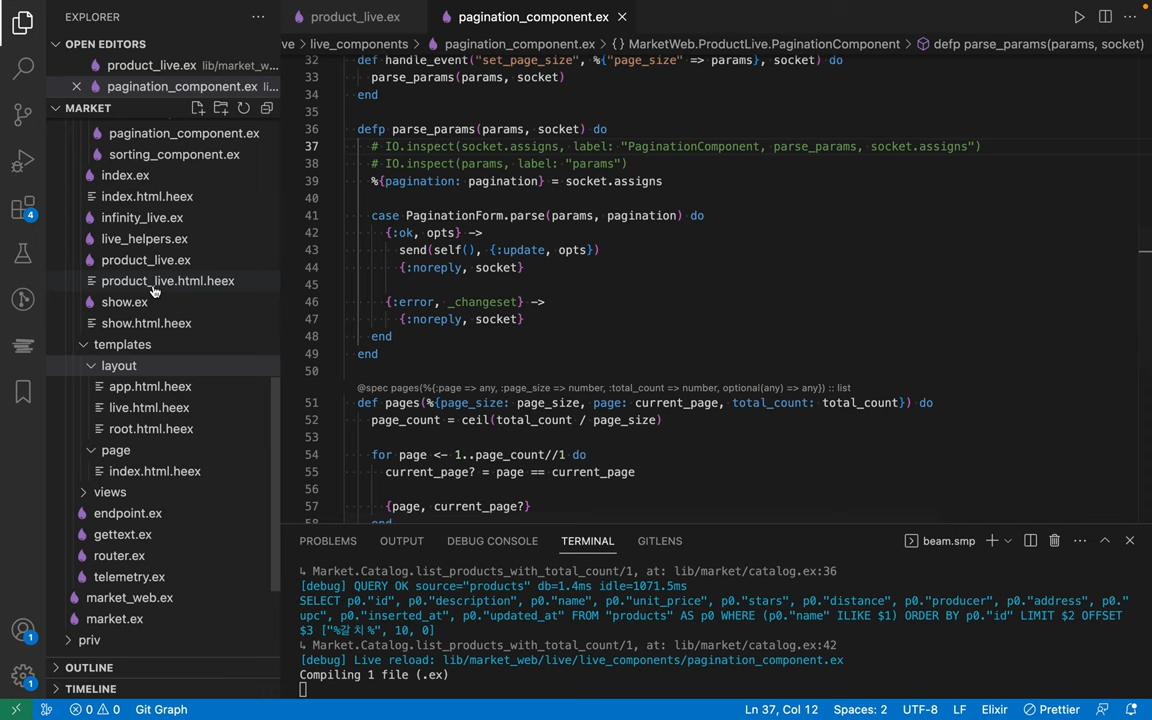 EXPLORER
OPEN EDITORS
product_live.ex lib/market_w...
pagination_component.ex li...
MARKET
pagination_component.ex
sorting_component.ex
index.ex
index.html.heex
infinity_live.ex
live_helpers.ex
product_live.ex
product_live.html.heex
show.ex
show.html.heex
templates
layout
app.html.heex
live.html.heex
root.html.heex
page
index.html.heex
views
endpoint.ex
gettext.ex
router.ex
telemetry.ex
market_web.ex
market.ex
priv
OUTLINE
TIMELINE
4
1
1
product_live.ex
pagination_component.ex
ve > live_components > pagination_component.ex > {} MarketWeb.ProductLive.PaginationComponent > defp parse_params(params, socket)
32 def handle_event("set_page_size", %{"page_size" => params}, socket) do
33 parse_params(params, socket)
34 end
35
36 defp parse_params(params, socket) do
37 # IO.inspect(socket.assigns, label: "PaginationComponent, parse_params, socket.assigns")
38 # IO.inspect(params, label: "params")
39 %{pagination: pagination} = socket.assigns
40
41 case PaginationForm.parse(params, pagination) do
42 {:ok, opts} ->
43 send(self(), {:update, opts})
44 {:noreply, socket}
45
46 {:error, _changeset} ->
47 {:noreply, socket}
48 end
49 end
50
@spec pages(%{:page => any, :page_size => number, :total_count => number, optional(any) => any}) :: list
51 def pages(%{page_size: page_size, page: current_page, total_count: total_count}) do
52 page_count = ceil(total_count / page_size)
53
54 for page <- 1..page_count//1 do
55 current_page? = page == current_page
56
57 {page, current_page?}
58 end
PROBLEMS OUTPUT DEBUG CONSOLE TERMINAL GITLENS beam.smp
↳ Market.Catalog.list_products_with_total_count/1, at: lib/market/catalog.ex:36
[debug] QUERY OK source="products" db=1.4ms idle=1071.5ms
SELECT p0."id", p0."description", p0."name", p0."unit_price", p0."stars", p0."distance", p0."producer", p0."address", p0."
upc", p0."inserted_at", p0."updated_at" FROM "products" AS p0 WHERE (p0."name" ILIKE $1) ORDER BY p0."id" LIMIT $2 OFFSET
$3 ["%갈치%", 10, 0]
↳ Market.Catalog.list_products_with_total_count/1, at: lib/market/catalog.ex:42
[debug] Live reload: lib/market_web/live/live_components/pagination_component.ex
Compiling 1 file (.ex)
0 0 Git Graph Ln 37, Col 12 Spaces: 2 UTF-8 LF Elixir Prettier